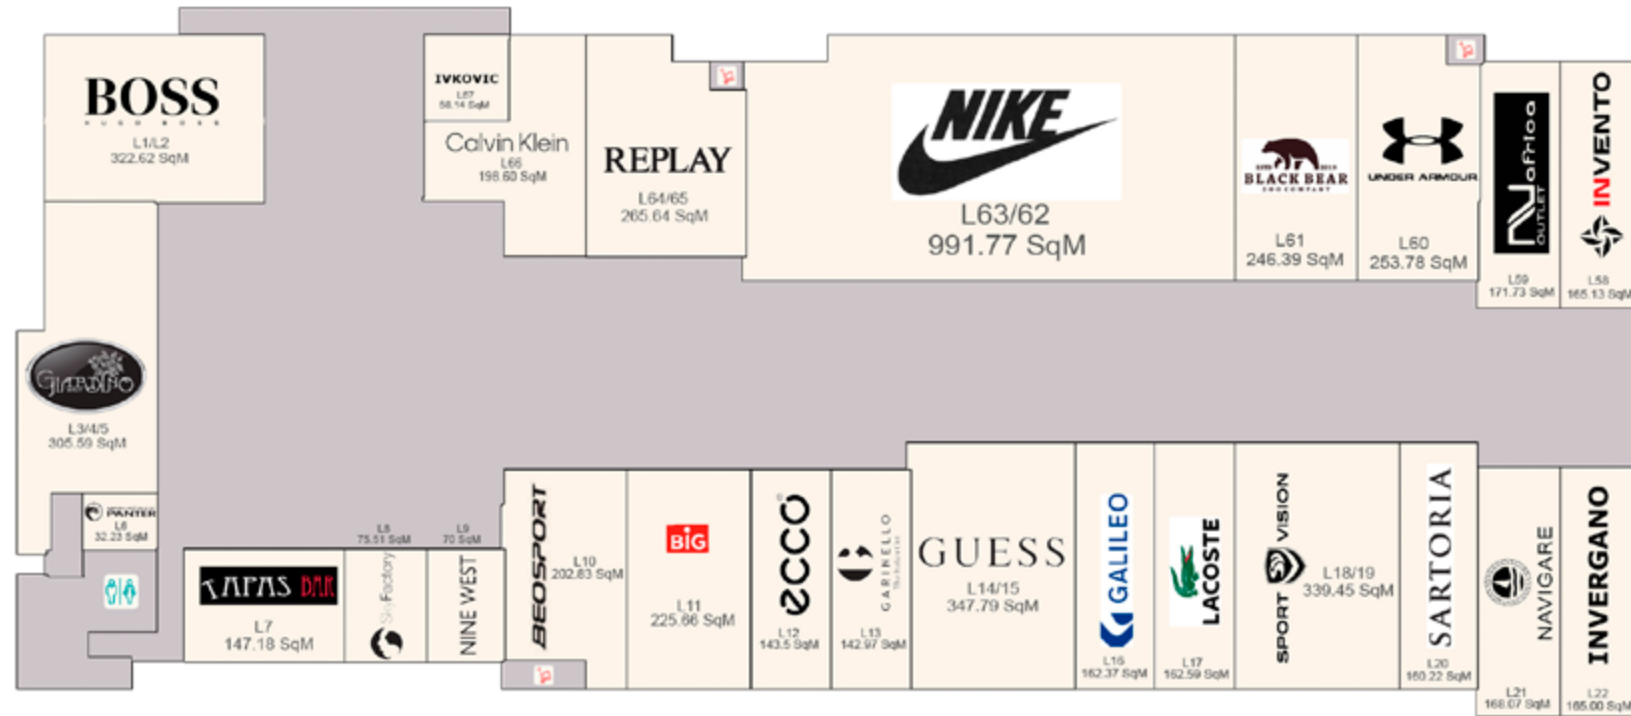 BOSS
HUGO BOSS
L1/L2
322.62 SqM
IVKOVIC
L67
58.14 SqM
Calvin Klein
L66
198.60 SqM
REPLAY
L64/65
265.64 SqM
NIKE
L63/62
991.77 SqM
BLACK BEAR
L61
246.39 SqM
UNDER ARMOUR
L60
253.78 SqM
Nafrica
OUTLET
L59
171.73 SqM
INVENTO
L58
165.13 SqM
GIARDINO
L3/4/5
305.59 SqM
PANTER
L6
32.23 SqM
TAPAS BAR
L7
147.18 SqM
L8
75.51 SqM
SkyFactory
L9
70 SqM
NINE WEST
BEOSPORT
L10
202.83 SqM
BIG
L11
225.66 SqM
ecco
L12
143.5 SqM
GARINELLO
L13
142.97 SqM
GUESS
L14/15
347.79 SqM
GALILEO
L16
162.37 SqM
LACOSTE
L17
162.59 SqM
SPORT VISION
L18/19
339.45 SqM
SARTORIA
L20
160.22 SqM
NAVIGARE
L21
168.07 SqM
INVERGANO
L22
165.00 SqM